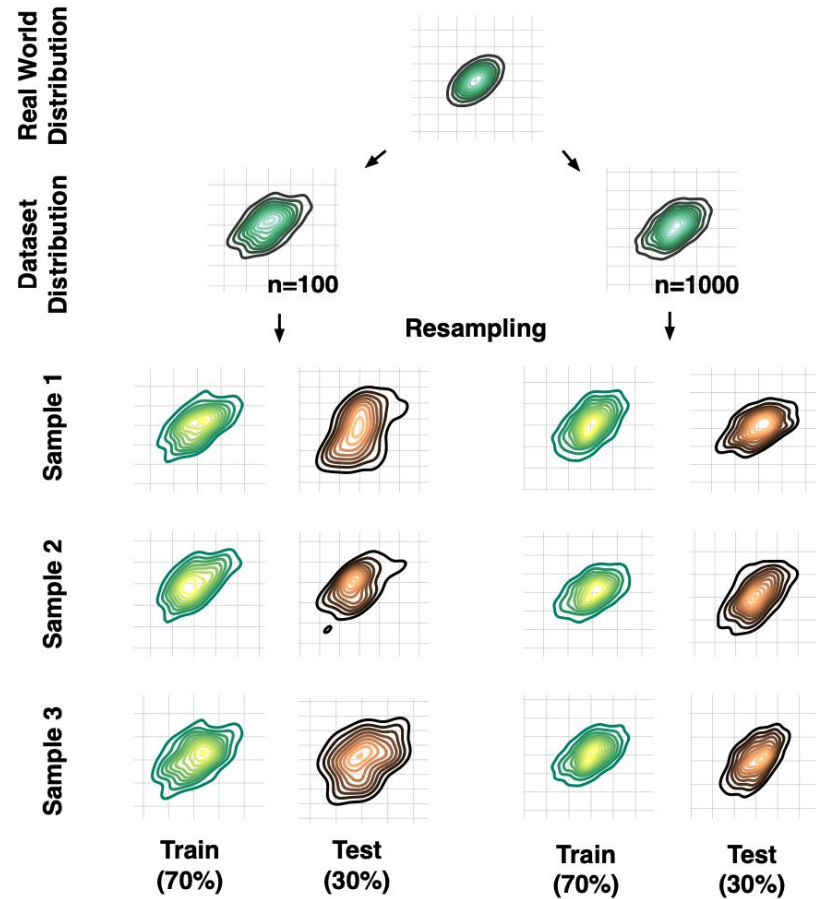 Real World
Distribution
Dataset
Distribution
n=100
n=1000
Resampling
Sample 1
Sample 2
Sample 3
Train
(70%)
Test
(30%)
Train
(70%)
Test
(30%)